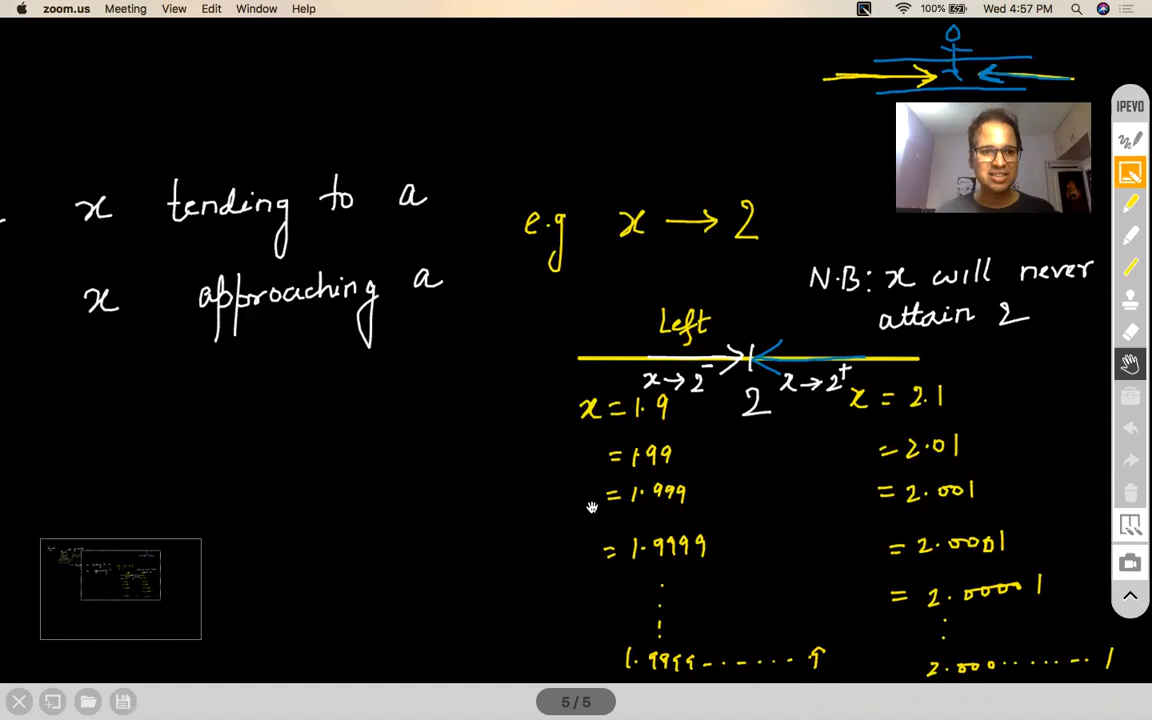 zoom.us Meeting View Edit Window Help
100% Wed 4:57 PM
IPEVO
x tending to a
x approaching a
e.g x → 2
N.B: x will never
attain 2
Left
x→2⁻ x→2⁺
2
x = 1.9
= 1.99
= 1.999
= 1.9999
1.9999------9
x = 2.1
= 2.01
= 2.001
= 2.0001
= 2.00001
2.000......1
5 / 5